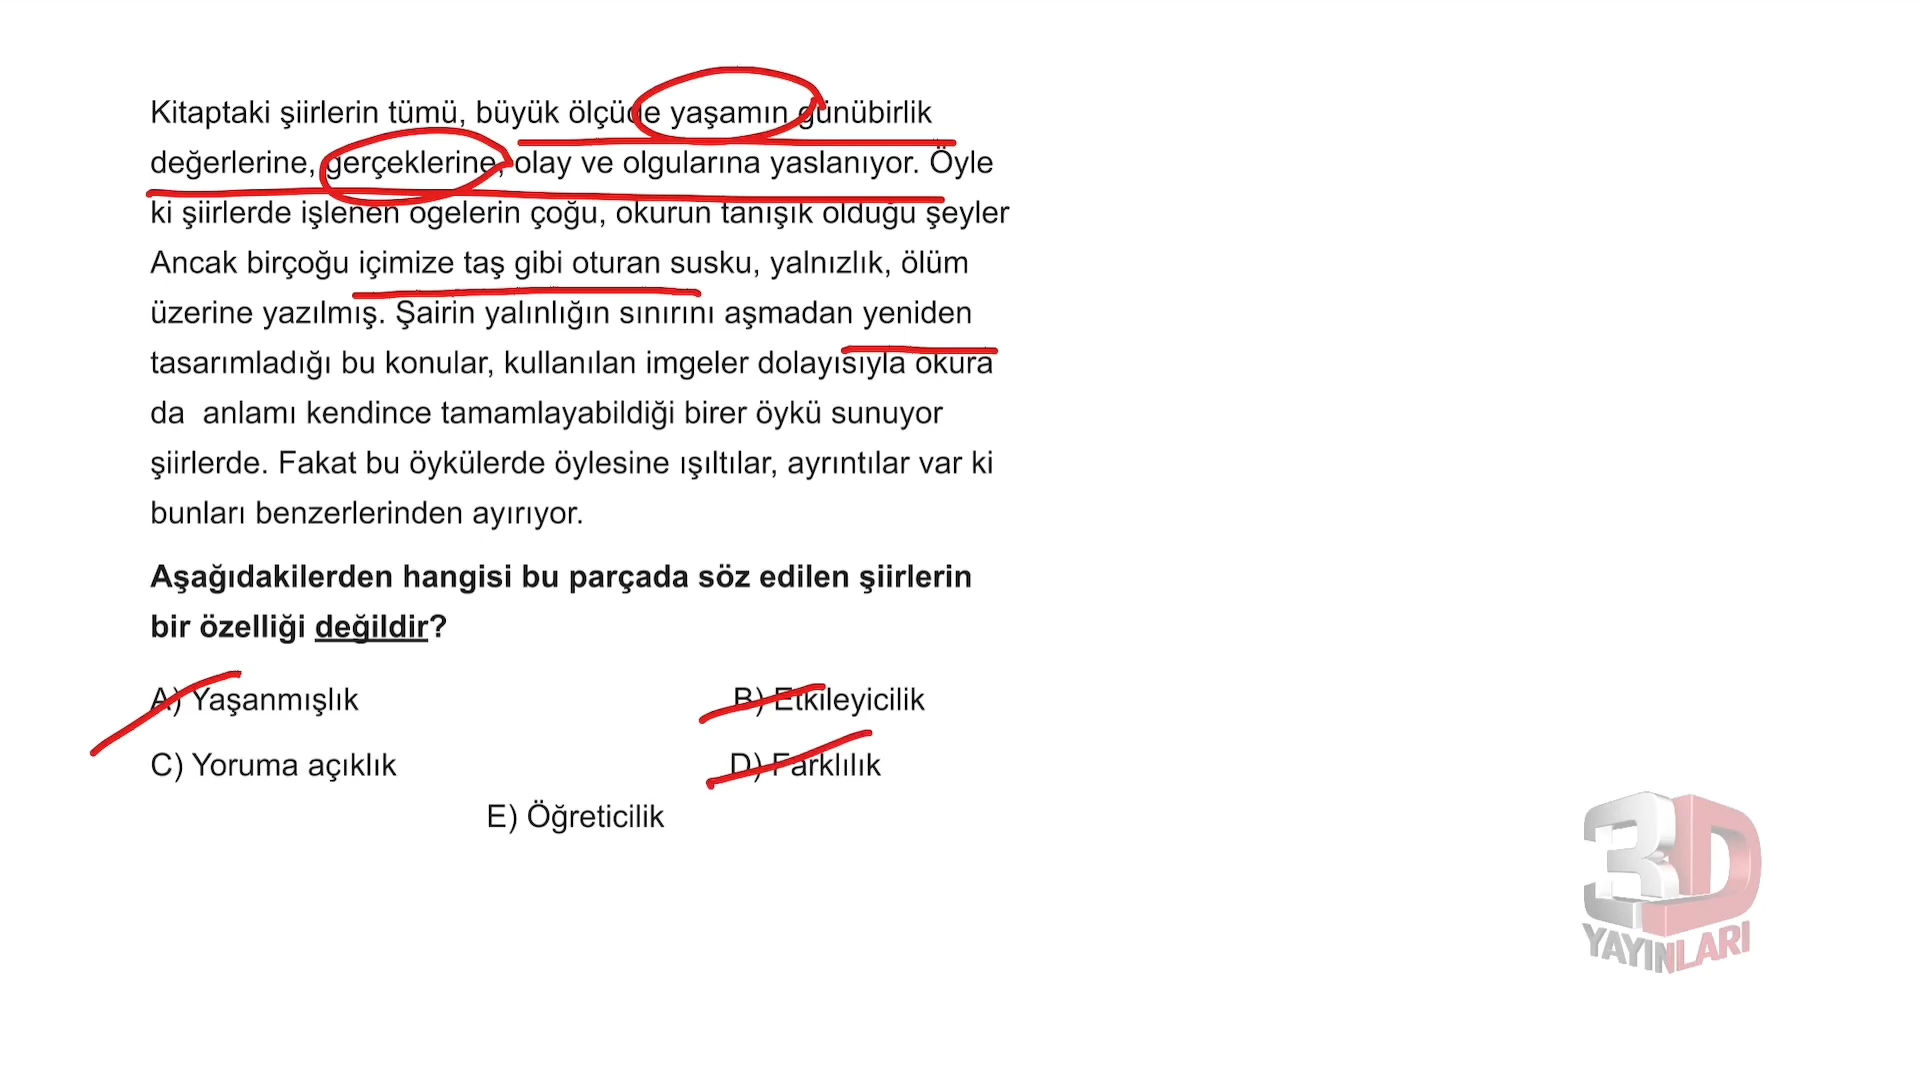 Kitaptaki şiirlerin tümü, büyük ölçüde yaşamın günübirlik
değerlerine, gerçeklerine, olay ve olgularına yaslanıyor. Öyle
ki şiirlerde işlenen ögelerin çoğu, okurun tanışık olduğu şeyler
Ancak birçoğu içimize taş gibi oturan susku, yalnızlık, ölüm
üzerine yazılmış. Şairin yalınlığın sınırını aşmadan yeniden
tasarımladığı bu konular, kullanılan imgeler dolayısıyla okura
da anlamı kendince tamamlayabildiği birer öykü sunuyor
şiirlerde. Fakat bu öykülerde öylesine ışıltılar, ayrıntılar var ki
bunları benzerlerinden ayırıyor.
Aşağıdakilerden hangisi bu parçada söz edilen şiirlerin
bir özelliği değildir?
A) Yaşanmışlık B) Etkileyicilik
C) Yoruma açıklık D) Farklılık
E) Öğreticilik
3D
YAYINLARI